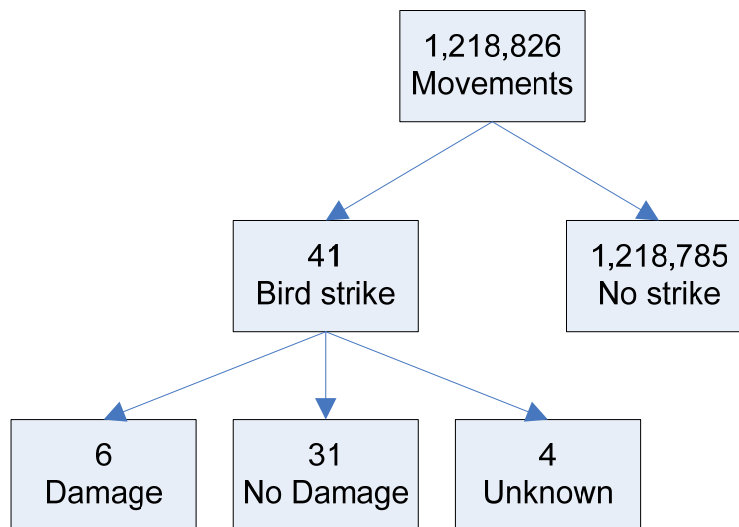 1,218,826
Movements
41
Bird strike
1,218,785
No strike
6
Damage
31
No Damage
4
Unknown